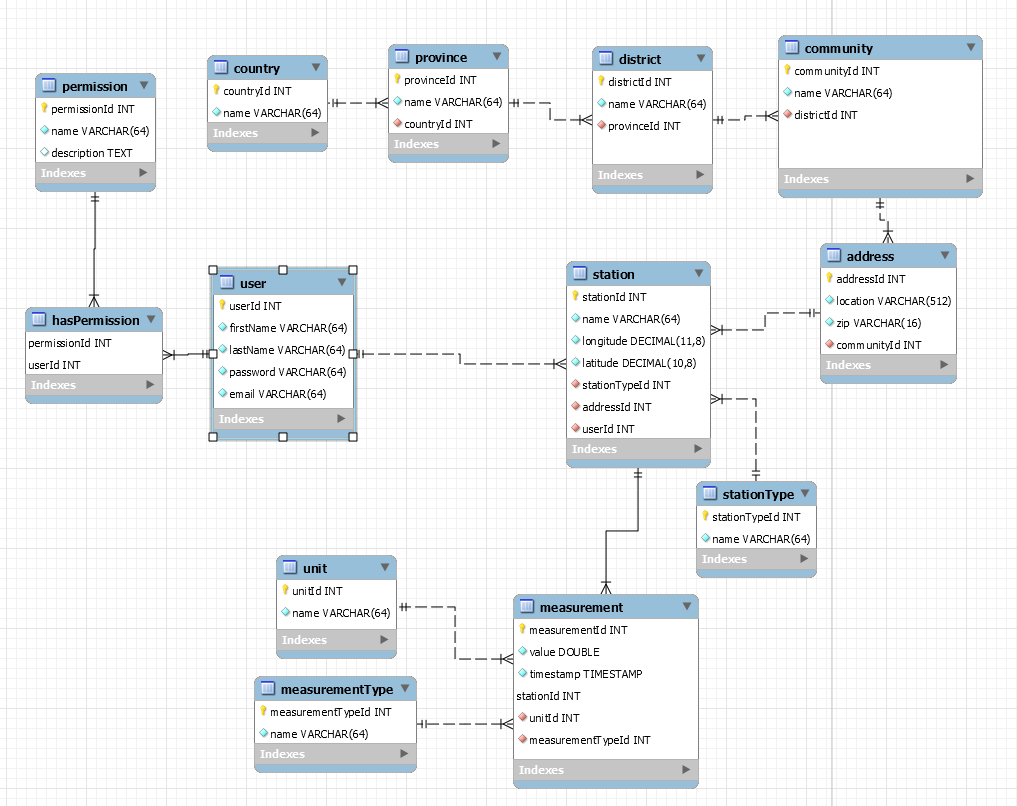 permission
permissionId INT
name VARCHAR(64)
description TEXT
Indexes
country
countryId INT
name VARCHAR(64)
Indexes
province
provinceId INT
name VARCHAR(64)
countryId INT
Indexes
district
districtId INT
name VARCHAR(64)
provinceId INT
Indexes
community
communityId INT
name VARCHAR(64)
districtId INT
Indexes
hasPermission
permissionId INT
userId INT
Indexes
user
userId INT
firstName VARCHAR(64)
lastName VARCHAR(64)
password VARCHAR(64)
email VARCHAR(64)
Indexes
station
stationId INT
name VARCHAR(64)
longitude DECIMAL(11,8)
latitude DECIMAL(10,8)
stationTypeId INT
addressId INT
userId INT
Indexes
address
addressId INT
location VARCHAR(512)
zip VARCHAR(16)
communityId INT
Indexes
stationType
stationTypeId INT
name VARCHAR(64)
Indexes
unit
unitId INT
name VARCHAR(64)
Indexes
measurementType
measurementTypeId INT
name VARCHAR(64)
Indexes
measurement
measurementId INT
value DOUBLE
timestamp TIMESTAMP
stationId INT
unitId INT
measurementTypeId INT
Indexes